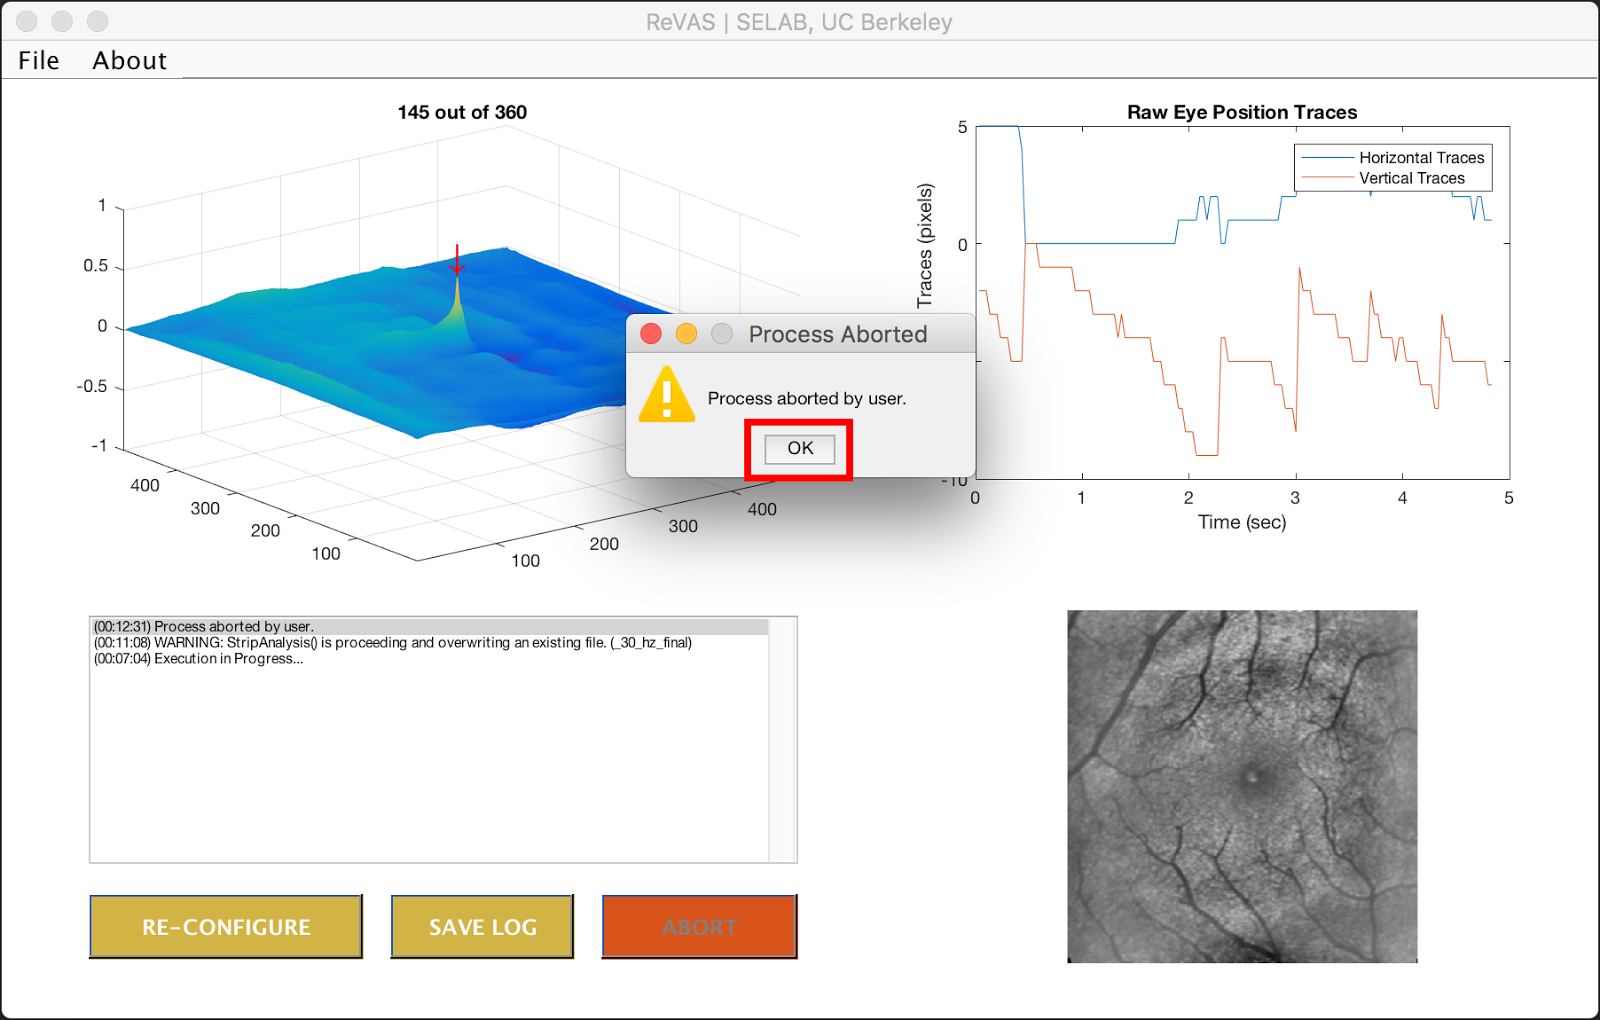 ReVAS | SELAB, UC Berkeley
File About
145 out of 360
1
0.5
0
-0.5
-1
400
300
200
100
100
200
300
400
Raw Eye Position Traces
Horizontal Traces
Vertical Traces
Traces (pixels)
5
0
-10
0 1 2 3 4 5
Time (sec)
Process Aborted
Process aborted by user.
OK
(00:12:31) Process aborted by user.
(00:11:08) WARNING: StripAnalysis() is proceeding and overwriting an existing file. (_30_hz_final)
(00:07:04) Execution in Progress...
RE-CONFIGURE
SAVE LOG
ABORT